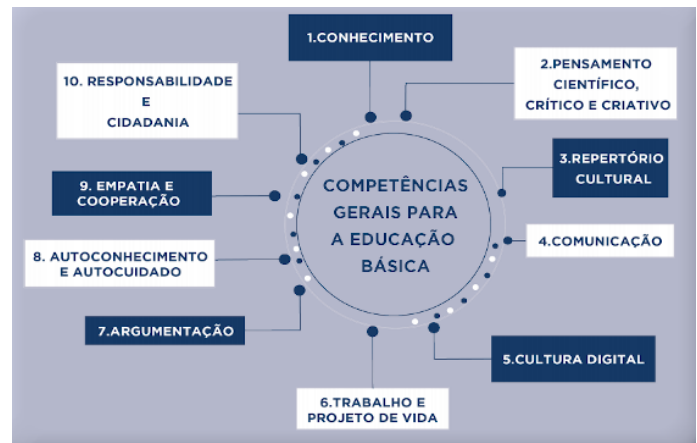 1.CONHECIMENTO
2.PENSAMENTO
CIENTÍFICO,
CRÍTICO E CRIATIVO
3.REPERTÓRIO
CULTURAL
4.COMUNICAÇÃO
5.CULTURA DIGITAL
6.TRABALHO E
PROJETO DE VIDA
7.ARGUMENTAÇÃO
8. AUTOCONHECIMENTO
E AUTOCUIDADO
9. EMPATIA E
COOPERAÇÃO
10. RESPONSABILIDADE
E
CIDADANIA
COMPETÊNCIAS
GERAIS PARA
A EDUCAÇÃO
BÁSICA